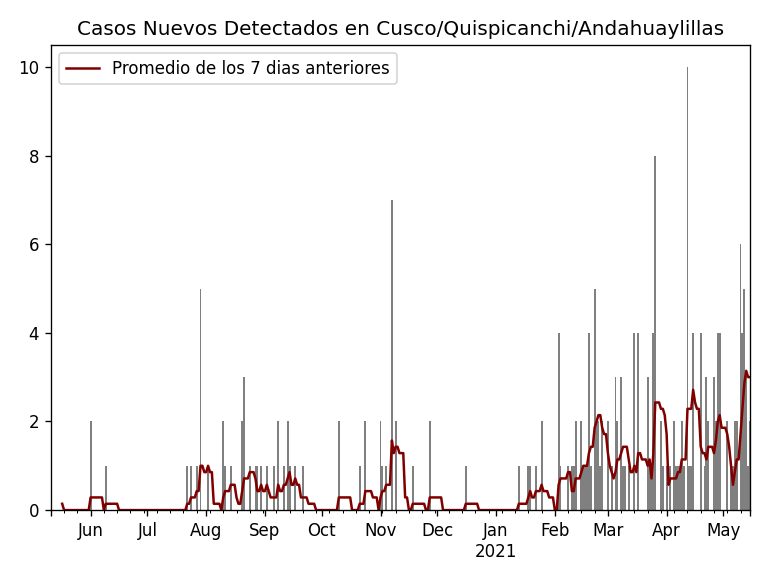 Casos Nuevos Detectados en Cusco/Quispicanchi/Andahuaylillas
Promedio de los 7 dias anteriores
10
8
6
4
2
0
Jun Jul Aug Sep Oct Nov Dec Jan Feb Mar Apr May
2021